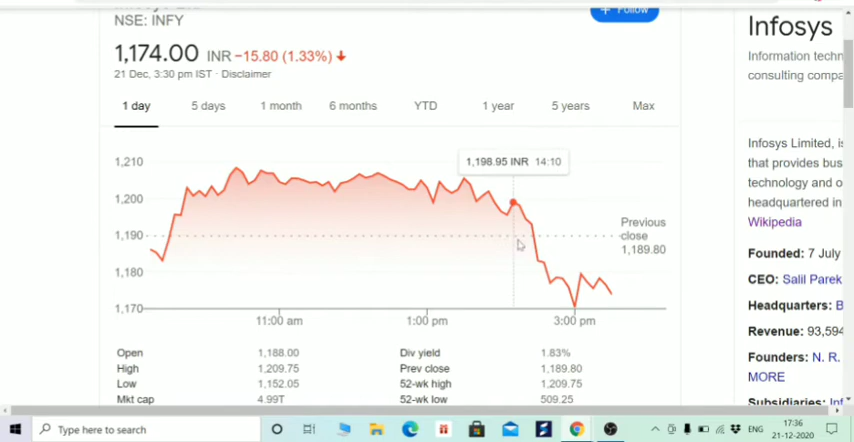 Infosys Ltd
NSE: INFY
Follow
1,174.00 INR −15.80 (1.33%)
21 Dec, 3:30 pm IST · Disclaimer
1 day 5 days 1 month 6 months YTD 1 year 5 years Max
1,198.95 INR 14:10
1,210
1,200
1,190
1,180
1,170
Previous
close
1,189.80
11:00 am 1:00 pm 3:00 pm
Open 1,188.00 Div yield 1.83%
High 1,209.75 Prev close 1,189.80
Low 1,152.05 52-wk high 1,209.75
Mkt cap 4.99T 52-wk low 509.25
Infosys
Information techn
consulting compa
Infosys Limited, is
that provides bus
technology and o
headquartered in
Wikipedia
Founded: 7 July
CEO: Salil Parek
Headquarters: B
Revenue: 93,594
Founders: N. R.
MORE
Subsidiaries: Inf
Type here to search
ENG
17:36
21-12-2020